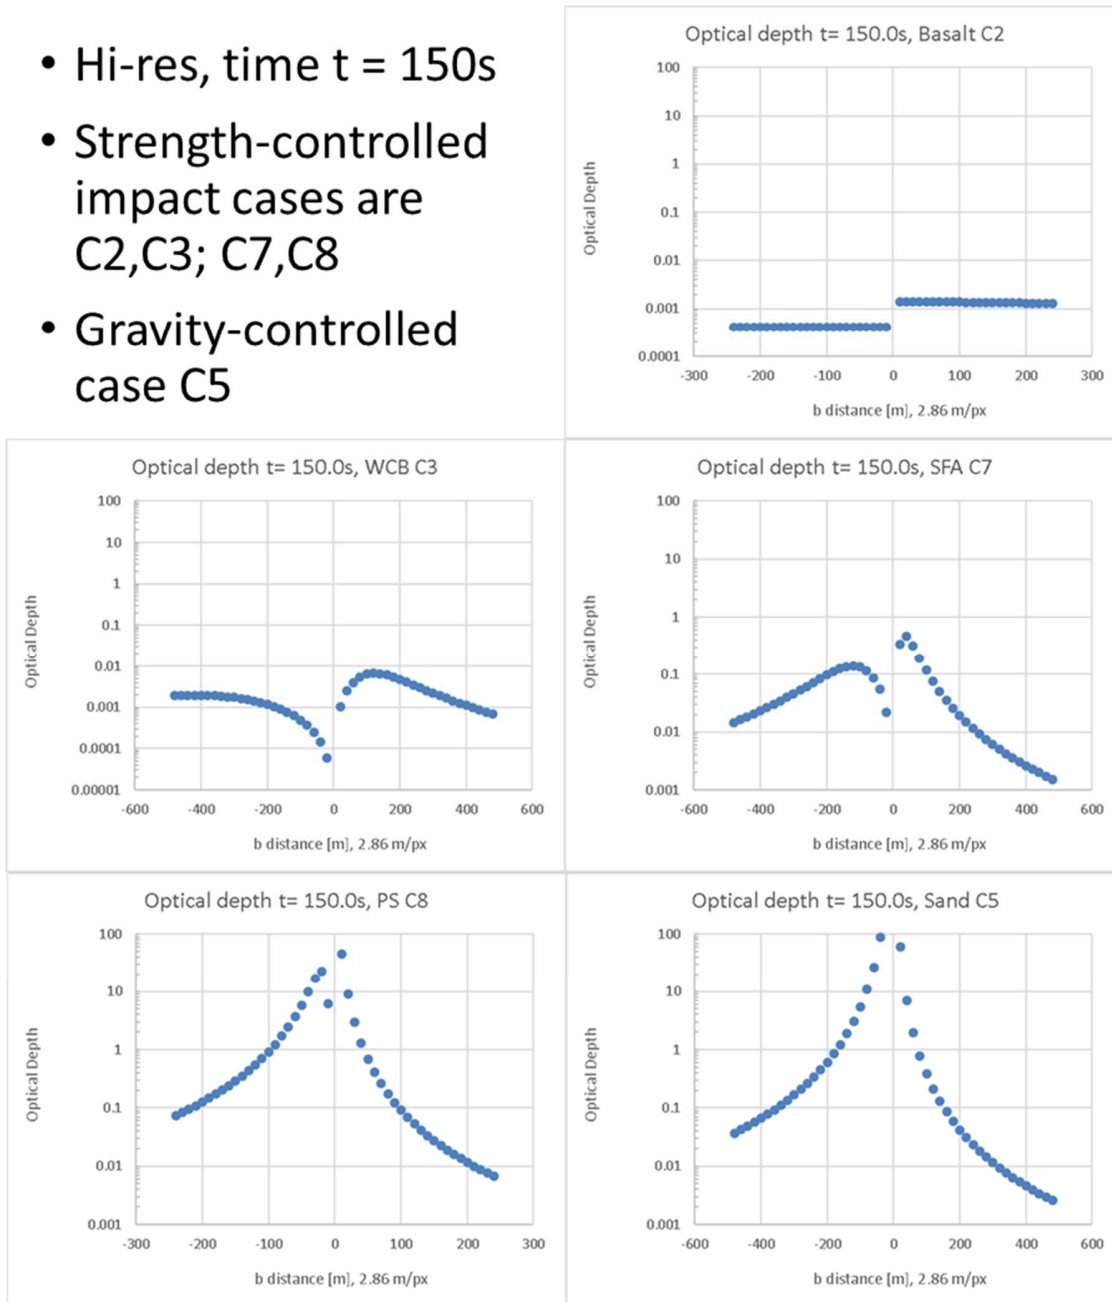 • Hi-res, time t = 150s
• Strength-controlled
impact cases are
C2,C3; C7,C8
• Gravity-controlled
case C5
Optical depth t= 150.0s, Basalt C2
Optical Depth
100
10
1
0.1
0.01
0.001
0.0001
-300 -200 -100 0 100 200 300
b distance [m], 2.86 m/px
Optical depth t= 150.0s, WCB C3
Optical Depth
100
10
1
0.1
0.01
0.001
0.0001
0.00001
-600 -400 -200 0 200 400 600
b distance [m], 2.86 m/px
Optical depth t= 150.0s, SFA C7
Optical Depth
100
10
1
0.1
0.01
0.001
-600 -400 -200 0 200 400 600
b distance [m], 2.86 m/px
Optical depth t= 150.0s, PS C8
Optical Depth
100
10
1
0.1
0.01
0.001
-300 -200 -100 0 100 200 300
b distance [m], 2.86 m/px
Optical depth t= 150.0s, Sand C5
Optical Depth
100
10
1
0.1
0.01
0.001
-600 -400 -200 0 200 400 600
b distance [m], 2.86 m/px